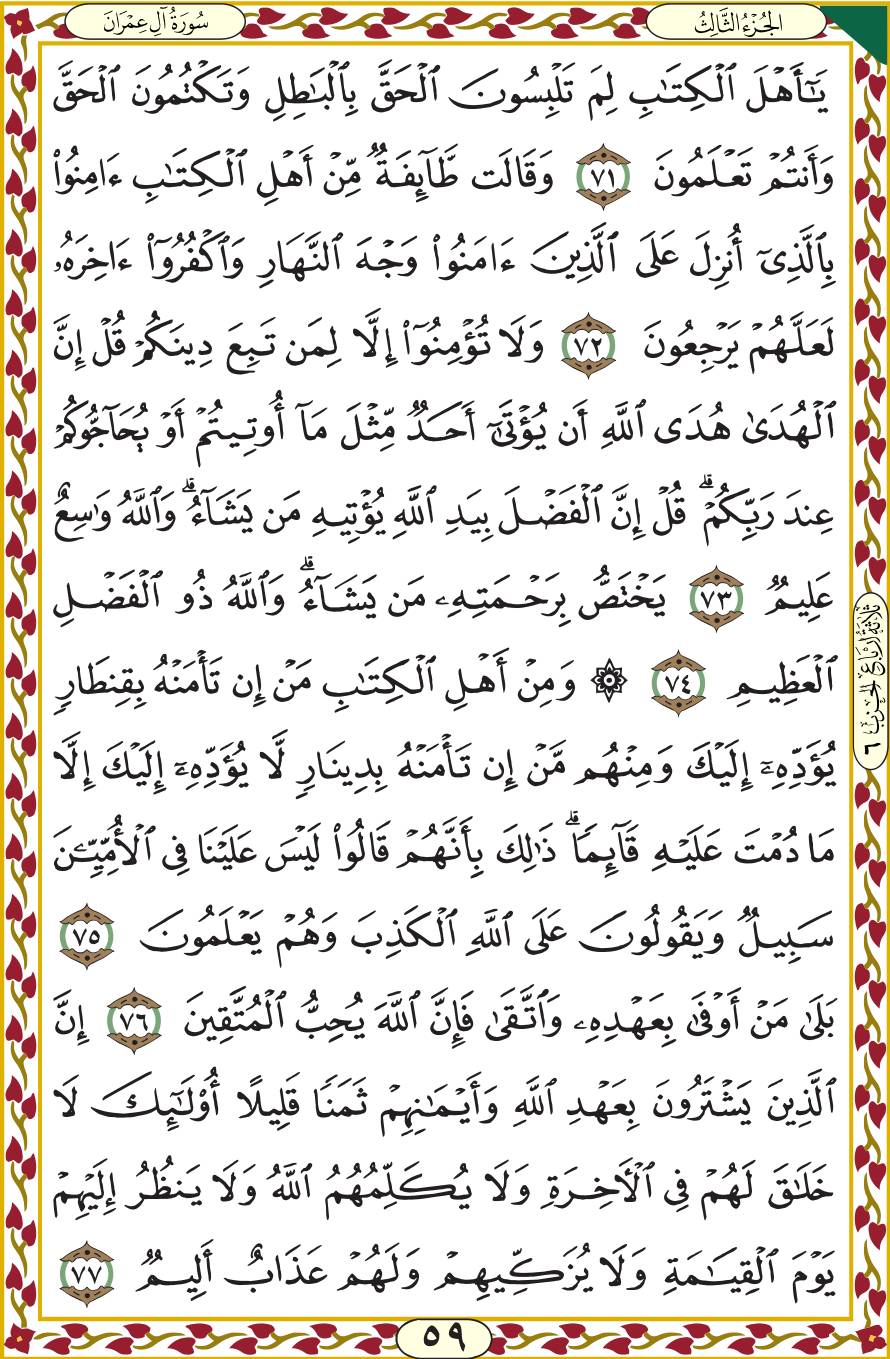 الجُزْءُ الثَّالِثُ
سُورَةُ آلِ عِمْرَانَ
يَـٰٓأَهْلَ ٱلْكِتَـٰبِ لِمَ تَلْبِسُونَ ٱلْحَقَّ بِٱلْبَـٰطِلِ وَتَكْتُمُونَ ٱلْحَقَّ
وَأَنتُمْ تَعْلَمُونَ ٧١ وَقَالَت طَّآئِفَةٌ مِّنْ أَهْلِ ٱلْكِتَـٰبِ ءَامِنُوا۟
بِٱلَّذِىٓ أُنزِلَ عَلَى ٱلَّذِينَ ءَامَنُوا۟ وَجْهَ ٱلنَّهَارِ وَٱكْفُرُوٓا۟ ءَاخِرَهُۥ
لَعَلَّهُمْ يَرْجِعُونَ ٧٢ وَلَا تُؤْمِنُوٓا۟ إِلَّا لِمَن تَبِعَ دِينَكُمْ قُلْ إِنَّ
ٱلْهُدَىٰ هُدَى ٱللَّهِ أَن يُؤْتَىٰٓ أَحَدٌ مِّثْلَ مَآ أُوتِيتُمْ أَوْ يُحَآجُّوكُمْ
عِندَ رَبِّكُمْ ۗ قُلْ إِنَّ ٱلْفَضْلَ بِيَدِ ٱللَّهِ يُؤْتِيهِ مَن يَشَآءُ ۗ وَٱللَّهُ وَٰسِعٌ
عَلِيمٌ ٧٣ يَخْتَصُّ بِرَحْمَتِهِۦ مَن يَشَآءُ ۗ وَٱللَّهُ ذُو ٱلْفَضْلِ
ٱلْعَظِيمِ ٧٤ ۞ وَمِنْ أَهْلِ ٱلْكِتَـٰبِ مَنْ إِن تَأْمَنْهُ بِقِنطَارٍ
يُؤَدِّهِۦٓ إِلَيْكَ وَمِنْهُم مَّنْ إِن تَأْمَنْهُ بِدِينَارٍ لَّا يُؤَدِّهِۦٓ إِلَيْكَ إِلَّا
مَا دُمْتَ عَلَيْهِ قَآئِمًا ۗ ذَٰلِكَ بِأَنَّهُمْ قَالُوا۟ لَيْسَ عَلَيْنَا فِى ٱلْأُمِّيِّـۧنَ
سَبِيلٌ وَيَقُولُونَ عَلَى ٱللَّهِ ٱلْكَذِبَ وَهُمْ يَعْلَمُونَ ٧٥
بَلَىٰ مَنْ أَوْفَىٰ بِعَهْدِهِۦ وَٱتَّقَىٰ فَإِنَّ ٱللَّهَ يُحِبُّ ٱلْمُتَّقِينَ ٧٦ إِنَّ
ٱلَّذِينَ يَشْتَرُونَ بِعَهْدِ ٱللَّهِ وَأَيْمَـٰنِهِمْ ثَمَنًا قَلِيلًا أُو۟لَـٰٓئِكَ لَا
خَلَـٰقَ لَهُمْ فِى ٱلْـَٔاخِرَةِ وَلَا يُكَلِّمُهُمُ ٱللَّهُ وَلَا يَنظُرُ إِلَيْهِمْ
يَوْمَ ٱلْقِيَـٰمَةِ وَلَا يُزَكِّيهِمْ وَلَهُمْ عَذَابٌ أَلِيمٌ ٧٧
ثَلَاثَةُ أَرْبَاعِ الحِزْبِ ٦
٥٩